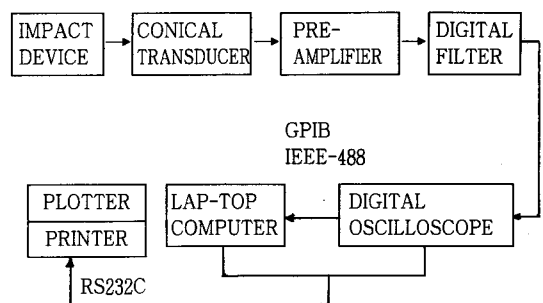 IMPACT
DEVICE
CONICAL
TRANSDUCER
PRE-
AMPLIFIER
DIGITAL
FILTER
GPIB
IEEE-488
PLOTTER
PRINTER
LAP-TOP
COMPUTER
DIGITAL
OSCILLOSCOPE
RS232C